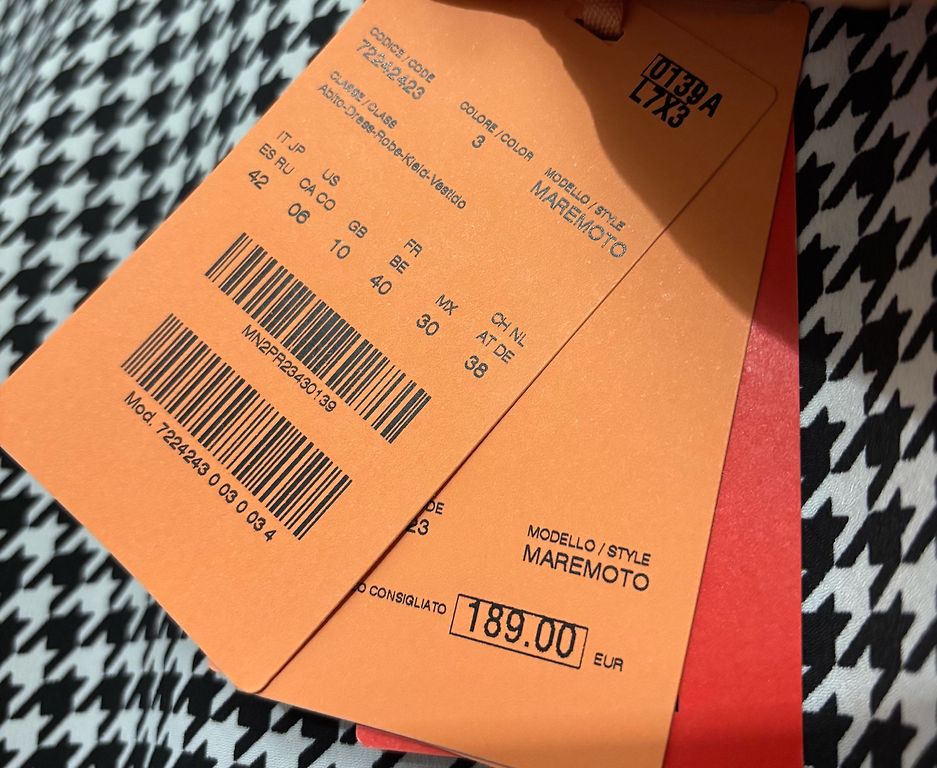 0139A
L7X3
CODICE / CODE
72242423
COLORE / COLOR
3
MODELLO / STYLE
MAREMOTO
CLASSE / CLASS
Abito-Dress-Robe-Kleid-Vestido
IT JP
ES RU
42
US
CA CO
06
GB
10
FR
BE
40
MX
30
CH NL
AT DE
38
MN2PR23430139
Mod. 7224243 0 03 0 03 4
DE
23
MODELLO / STYLE
MAREMOTO
O CONSIGLIATO 189.00 EUR